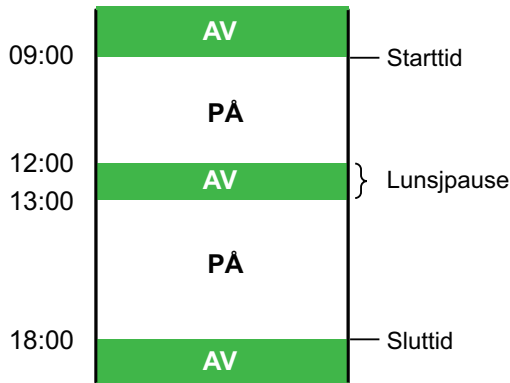 AV
09:00
Starttid
PÅ
12:00
AV
Lunsjpause
13:00
PÅ
18:00
Sluttid
AV